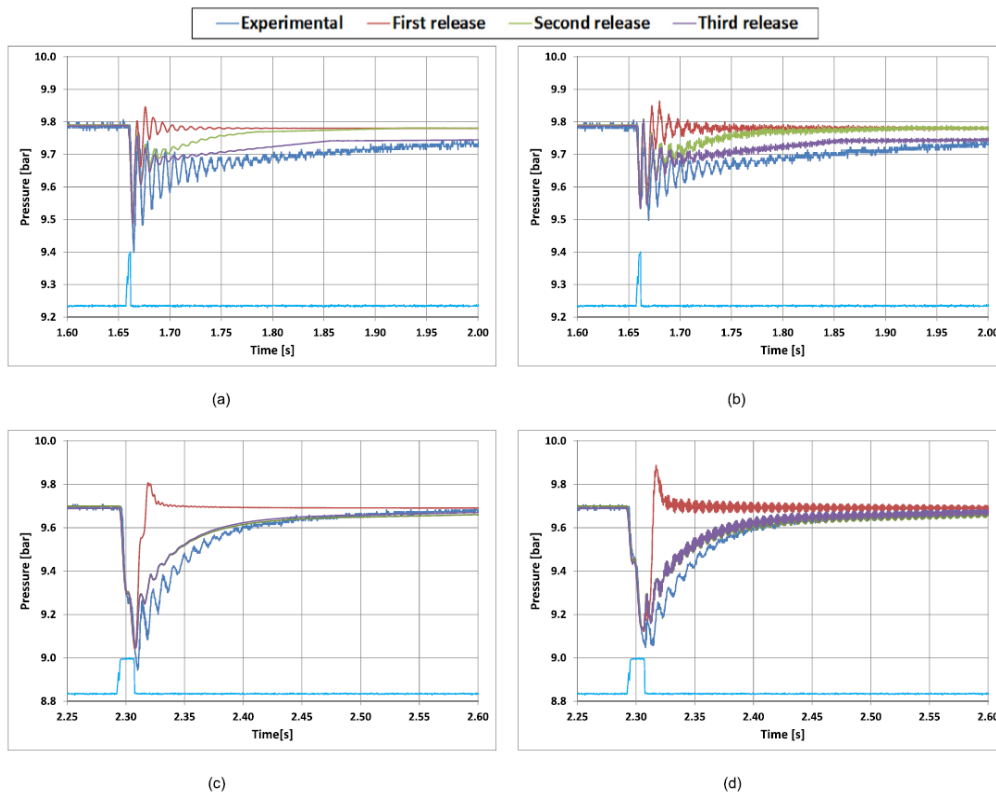 Experimental First release Second release Third release
10.0
9.9
9.8
9.7
9.6
9.5
9.4
9.3
9.2
Pressure [bar]
1.60 1.65 1.70 1.75 1.80 1.85 1.90 1.95 2.00
Time [s]
(a)
10.0
9.9
9.8
9.7
9.6
9.5
9.4
9.3
9.2
Pressure [bar]
1.60 1.65 1.70 1.75 1.80 1.85 1.90 1.95 2.00
Time [s]
(b)
10.0
9.8
9.6
9.4
9.2
9.0
8.8
Pressure [bar]
2.25 2.30 2.35 2.40 2.45 2.50 2.55 2.60
Time[s]
(c)
10.0
9.8
9.6
9.4
9.2
9.0
8.8
Pressure [bar]
2.25 2.30 2.35 2.40 2.45 2.50 2.55 2.60
Time [s]
(d)